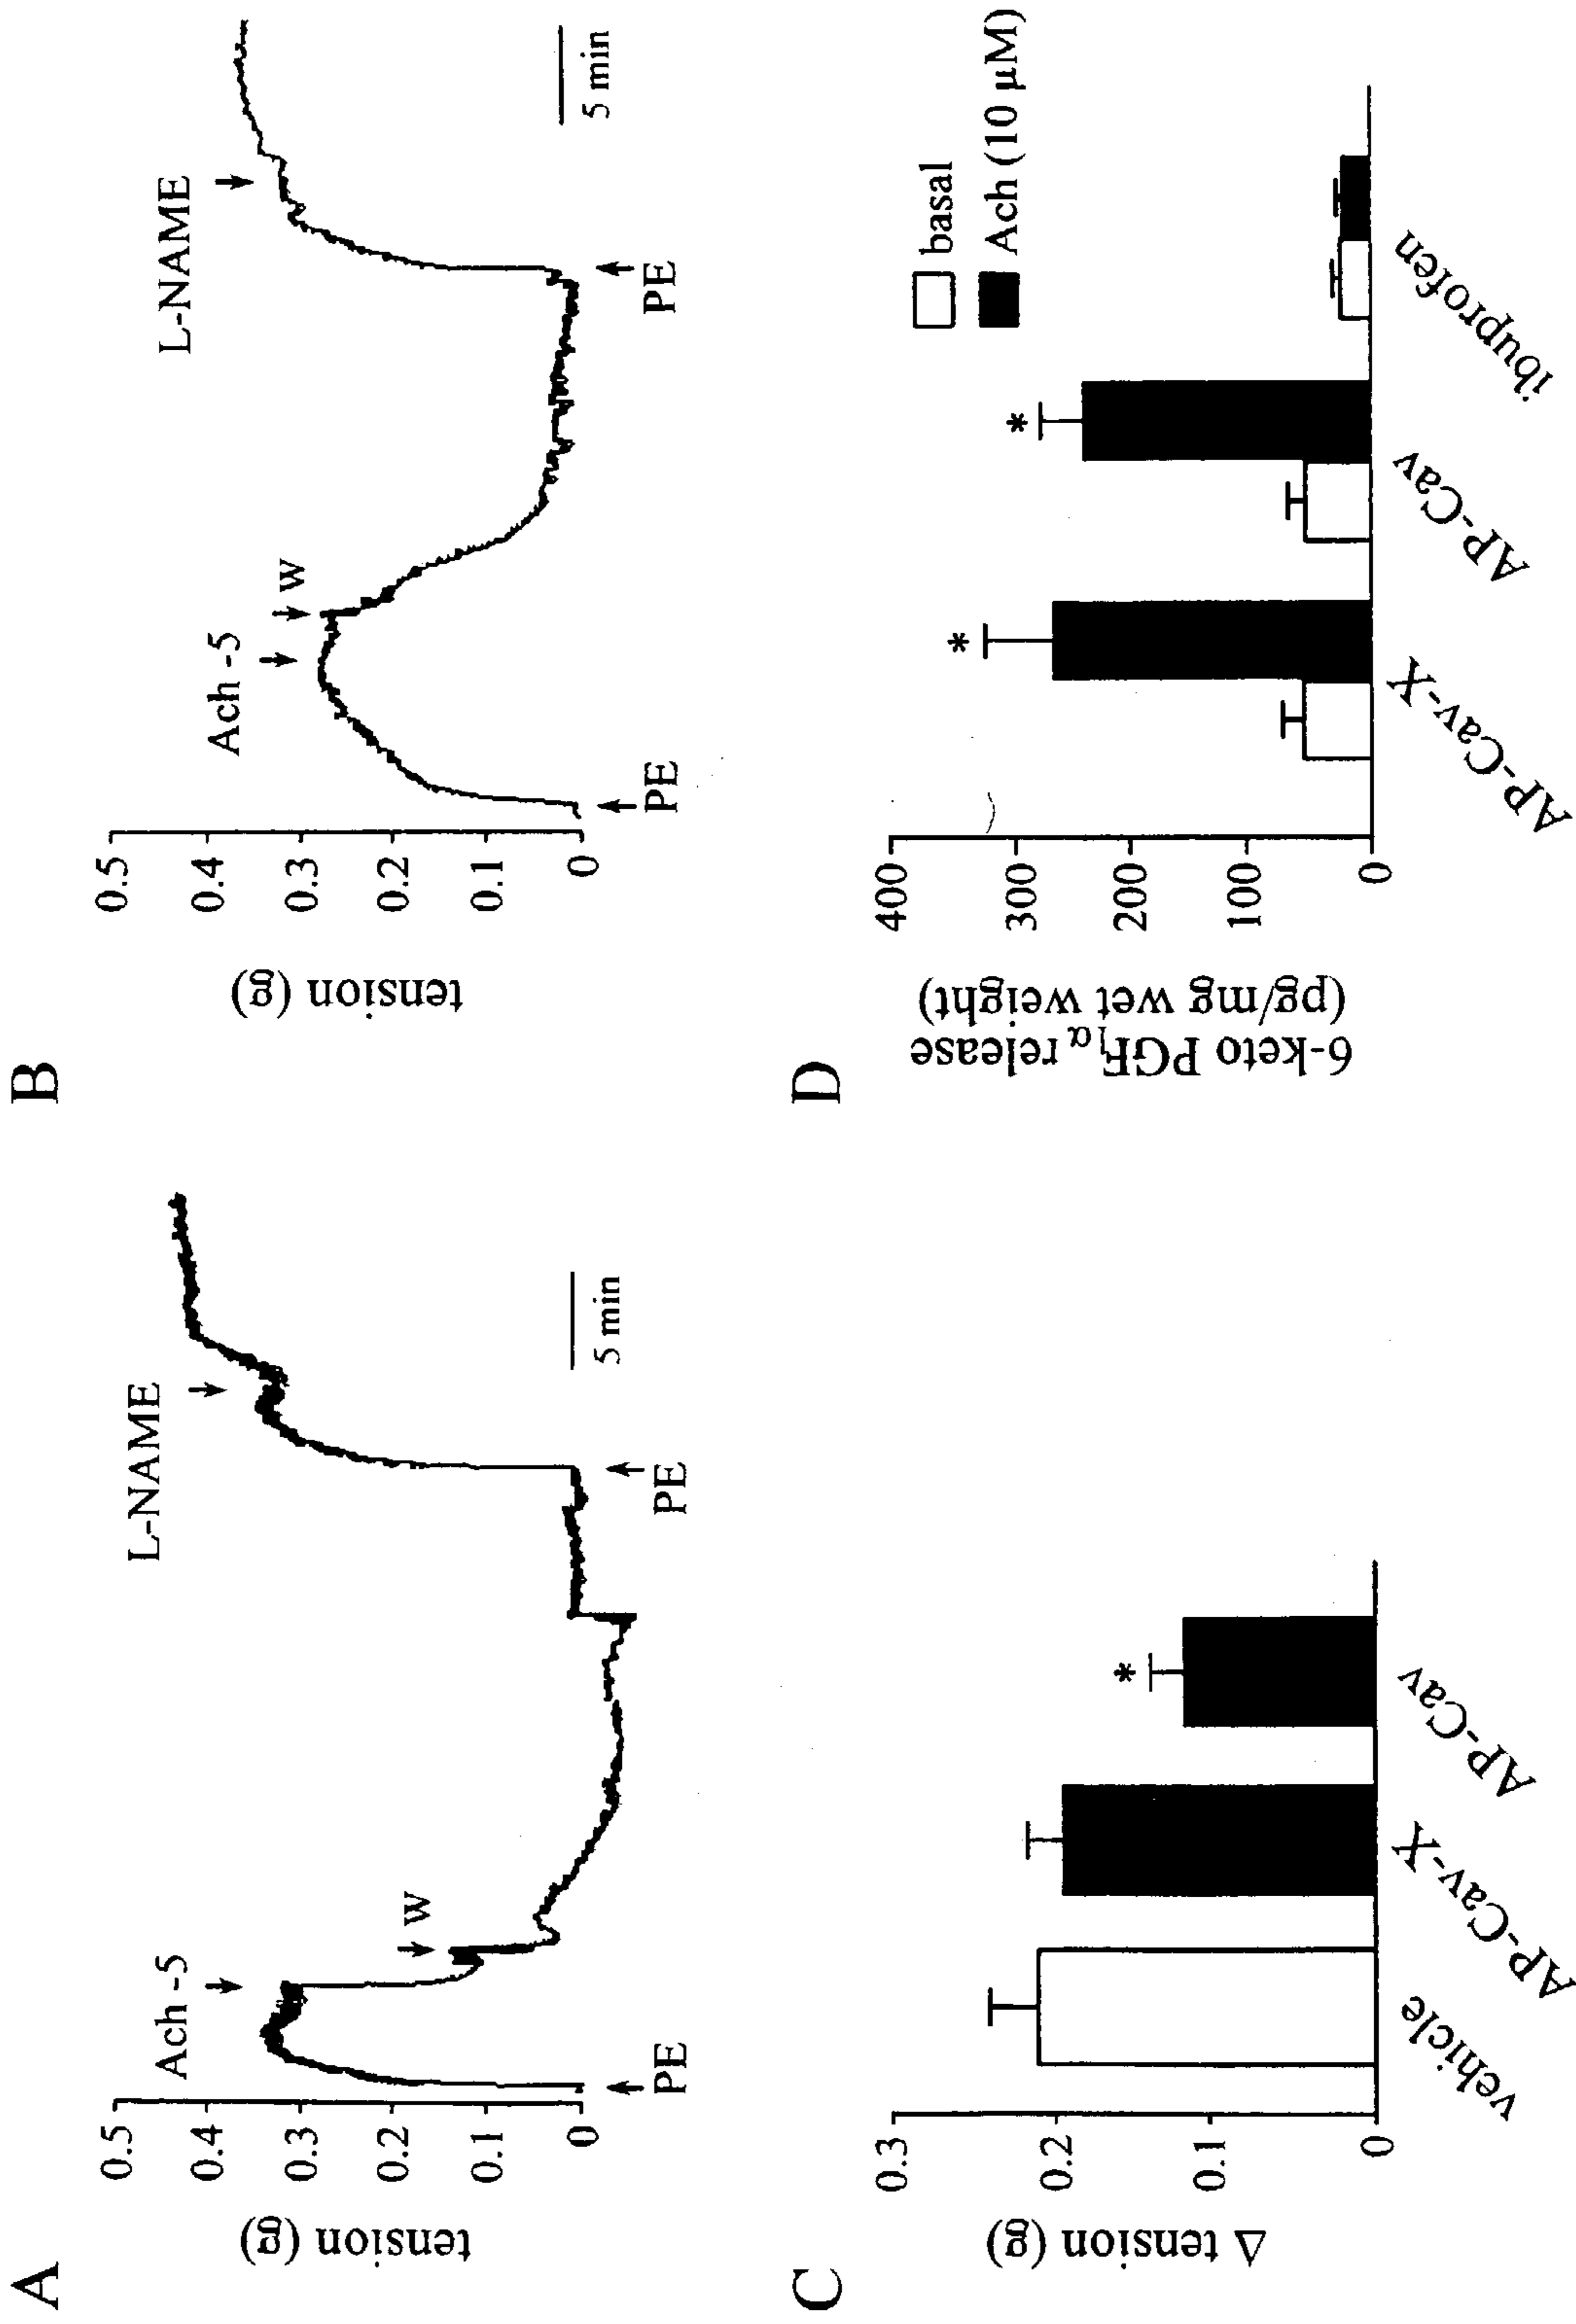 A
tension (g)
0.5
0.4
0.3
0.2
0.1
0
Ach -5
W
L-NAME
PE
PE
5 min
B
tension (g)
0.5
0.4
0.3
0.2
0.1
0
Ach -5
W
L-NAME
PE
PE
5 min
C
Δ tension (g)
0.3
0.2
0.1
0
*
vehicle
AP-Cav-X
AP-Cav
D
6-keto PGF1α release
(pg/mg wet weight)
400
300
200
100
0
*
*
basal
Ach (10 μM)
AP-Cav-X
AP-Cav
ibuprofen